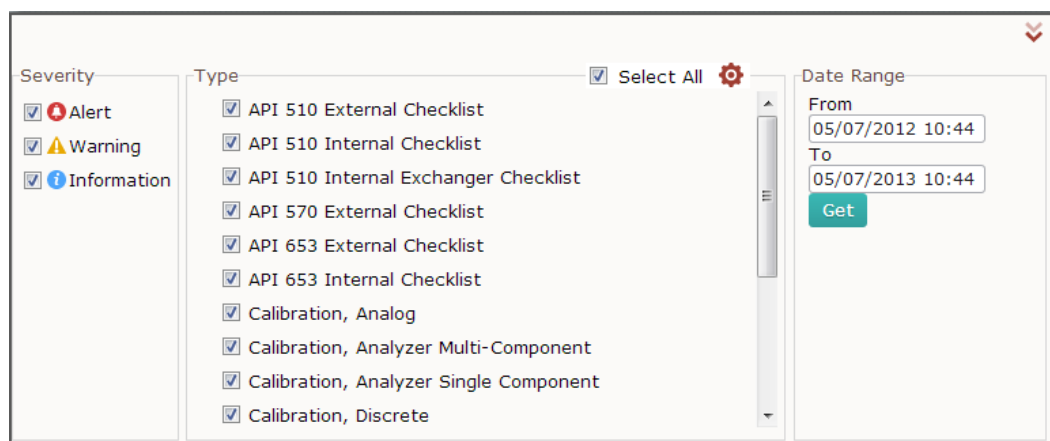 Severity
Alert
Warning
Information
Type
Select All
API 510 External Checklist
API 510 Internal Checklist
API 510 Internal Exchanger Checklist
API 570 External Checklist
API 653 External Checklist
API 653 Internal Checklist
Calibration, Analog
Calibration, Analyzer Multi-Component
Calibration, Analyzer Single Component
Calibration, Discrete
Date Range
From
05/07/2012 10:44
To
05/07/2013 10:44
Get